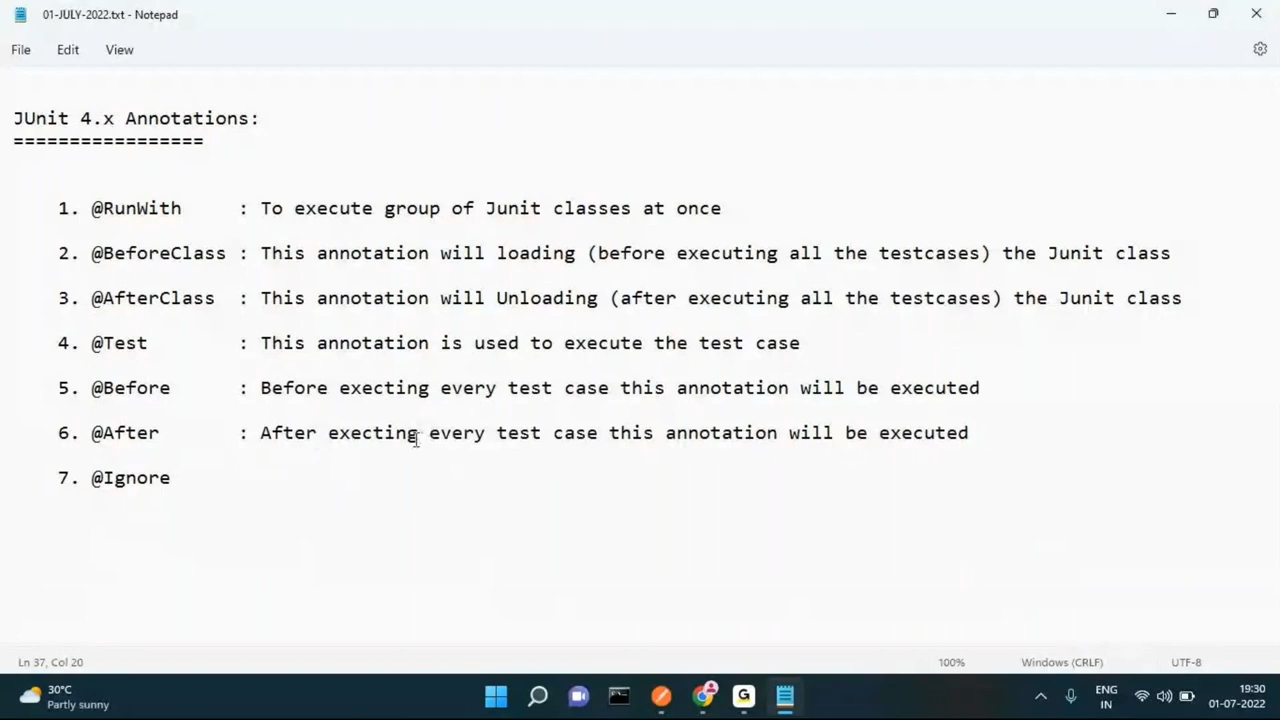 01-JULY-2022.txt - Notepad
File Edit View
JUnit 4.x Annotations:
=================
1. @RunWith : To execute group of Junit classes at once
2. @BeforeClass : This annotation will loading (before executing all the testcases) the Junit class
3. @AfterClass : This annotation will Unloading (after executing all the testcases) the Junit class
4. @Test : This annotation is used to execute the test case
5. @Before : Before execting every test case this annotation will be executed
6. @After : After execting every test case this annotation will be executed
7. @Ignore
Ln 37, Col 20 100% Windows (CRLF) UTF-8
30°C
Partly sunny
G
ENG
IN
19:30
01-07-2022